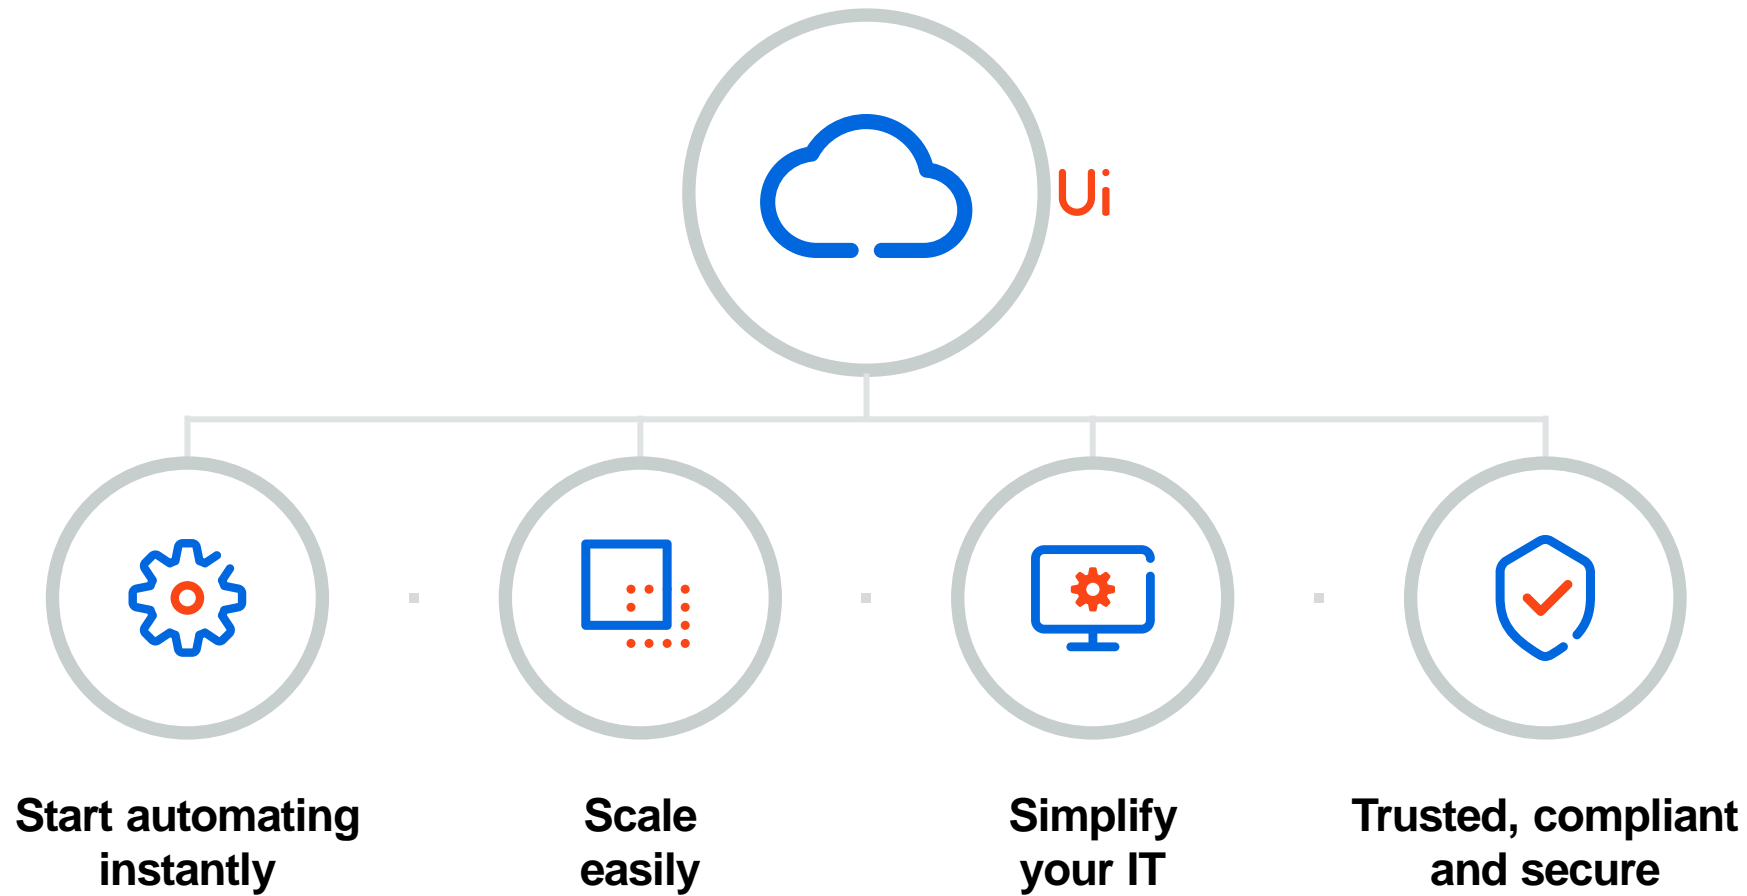 Ui
Start automating
instantly
Scale
easily
Simplify
your IT
Trusted, compliant
and secure